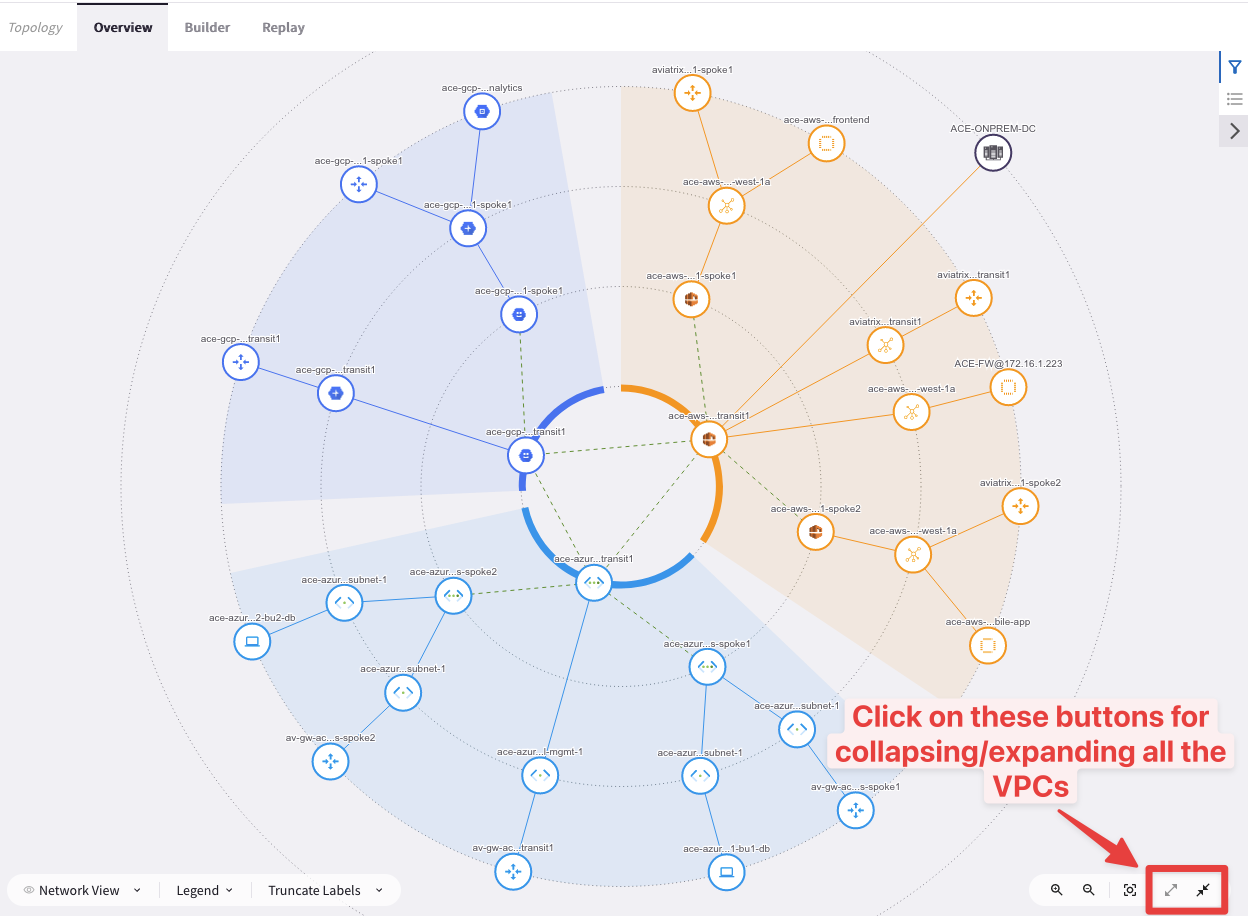 Topology
Overview
Builder
Replay
aviatrix...1-spoke1
ace-gcp-...nalytics
ace-aws-...frontend
ACE-ONPREM-DC
ace-gcp-...1-spoke1
ace-aws-...-west-1a
ace-gcp-...1-spoke1
ace-aws-...1-spoke1
aviatrix...transit1
ace-gcp-...1-spoke1
aviatrix...transit1
ace-gcp-...transit1
ACE-FW@172.16.1.223
ace-gcp-...transit1
ace-aws-...-west-1a
ace-aws-...transit1
ace-gcp-...transit1
aviatrix...1-spoke2
ace-aws-...1-spoke2
ace-aws-...-west-1a
ace-azur...transit1
ace-azur...s-spoke2
ace-azur...subnet-1
ace-azur...2-bu2-db
ace-aws-...bile-app
ace-azur...s-spoke1
ace-azur...subnet-1
ace-azur...subnet-1
Click on these buttons for
collapsing/expanding all the
VPCs
av-gw-ac...s-spoke2
ace-azur...l-mgmt-1
ace-azur...subnet-1
av-gw-ac...s-spoke1
av-gw-ac...transit1
ace-azur...1-bu1-db
Network View
Legend
Truncate Labels